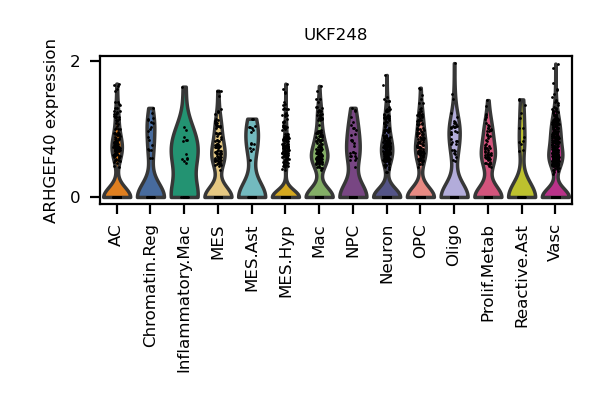 UKF248
ARHGEF40 expression
2
0
AC
Chromatin.Reg
Inflammatory.Mac
MES
MES.Ast
MES.Hyp
Mac
NPC
Neuron
OPC
Oligo
Prolif.Metab
Reactive.Ast
Vasc